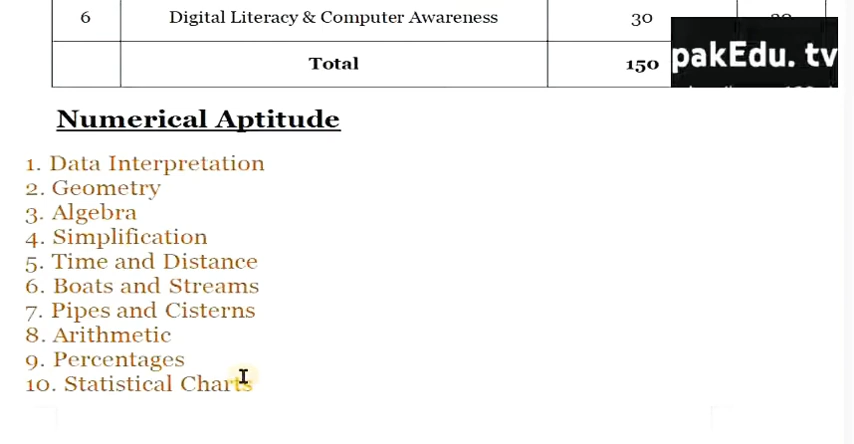 6 Digital Literacy & Computer Awareness 30
Total 150
pakEdu. tv
Numerical Aptitude
1. Data Interpretation
2. Geometry
3. Algebra
4. Simplification
5. Time and Distance
6. Boats and Streams
7. Pipes and Cisterns
8. Arithmetic
9. Percentages
10. Statistical Charts